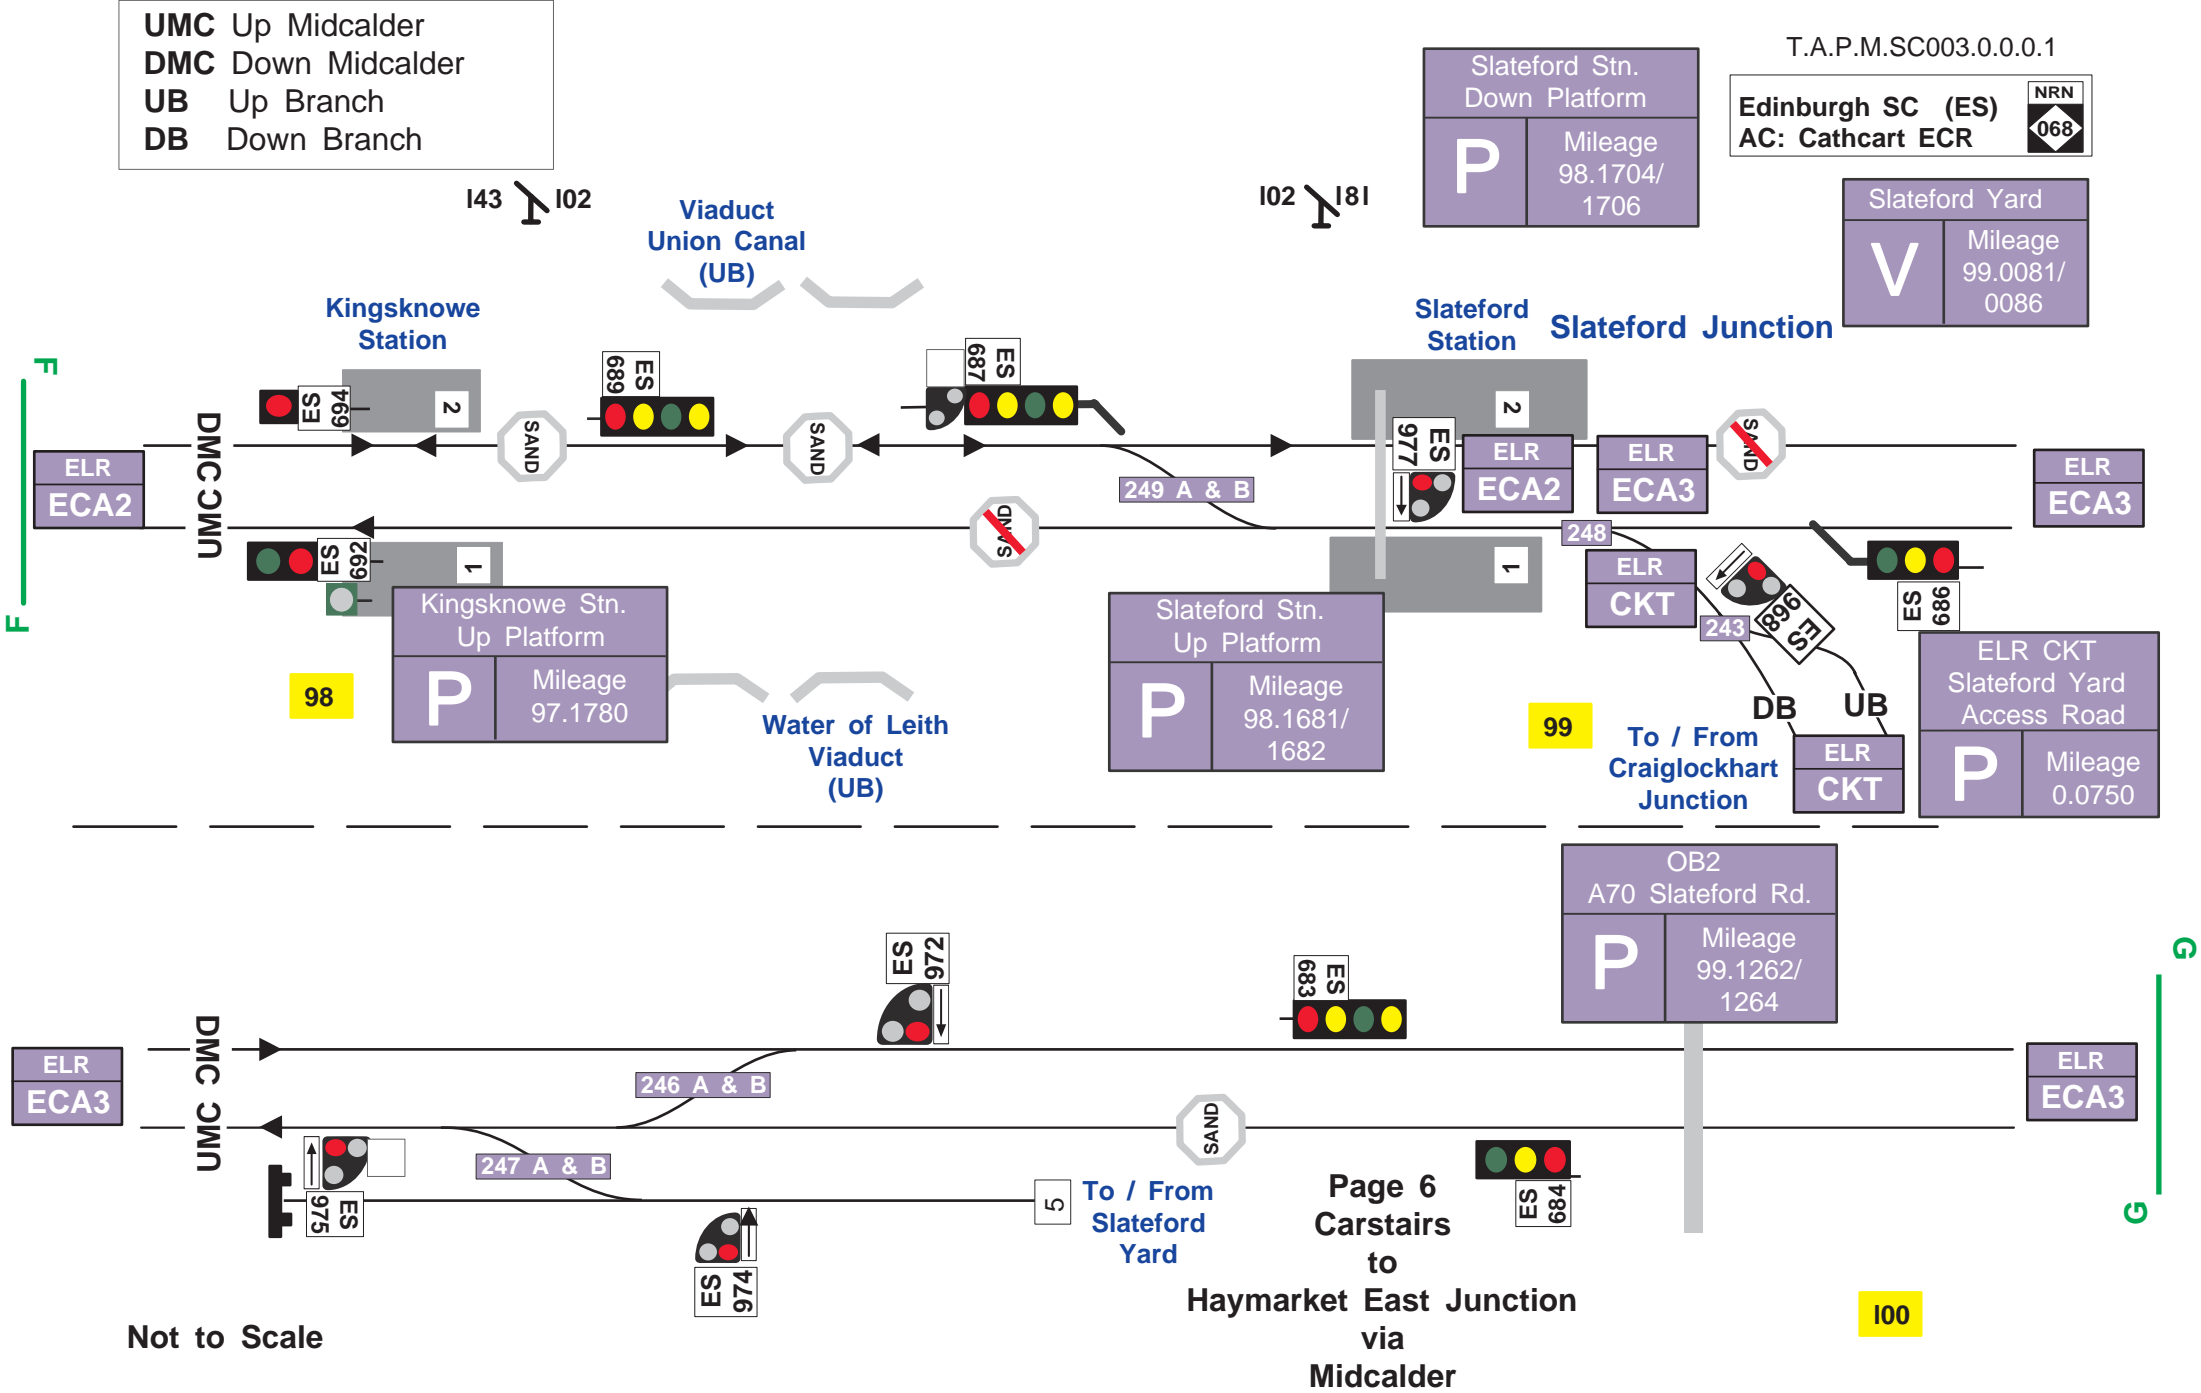 UMC Up Midcalder
DMC Down Midcalder
UB Up Branch
DB Down Branch
T.A.P.M.SC003.0.0.0.1
Edinburgh SC (ES)
AC: Cathcart ECR
NRN
068
Slateford Stn.
Down Platform
P
Mileage
98.1704/
1706
Slateford Yard
V
Mileage
99.0081/
0086
I43
I02
I02
I8I
Viaduct
Union Canal
(UB)
Kingsknowe
Station
Slateford
Station
Slateford Junction
F
F
ES
694
2
ES
689
ES
687
2
ES
977
DMC
UMC
SAND
SAND
SAND
SAND
ELR
ECA2
ELR
ECA2
ELR
ECA3
ELR
ECA3
249 A & B
248
243
ES
692
1
1
ELR
CKT
ES
968
ES
686
Kingsknowe Stn.
Up Platform
P
Mileage
97.1780
Slateford Stn.
Up Platform
P
Mileage
98.1681/
1682
ELR CKT
Slateford Yard
Access Road
P
Mileage
0.0750
98
99
Water of Leith
Viaduct
(UB)
DB
UB
To / From
Craiglockhart
Junction
ELR
CKT
OB2
A70 Slateford Rd.
P
Mileage
99.1262/
1264
G
G
ES
972
ES
683
DMC
UMC
ELR
ECA3
ELR
ECA3
246 A & B
247 A & B
SAND
ES
975
ES
974
5
To / From
Slateford
Yard
ES
684
Page 6
Carstairs
to
Haymarket East Junction
via
Midcalder
I00
Not to Scale